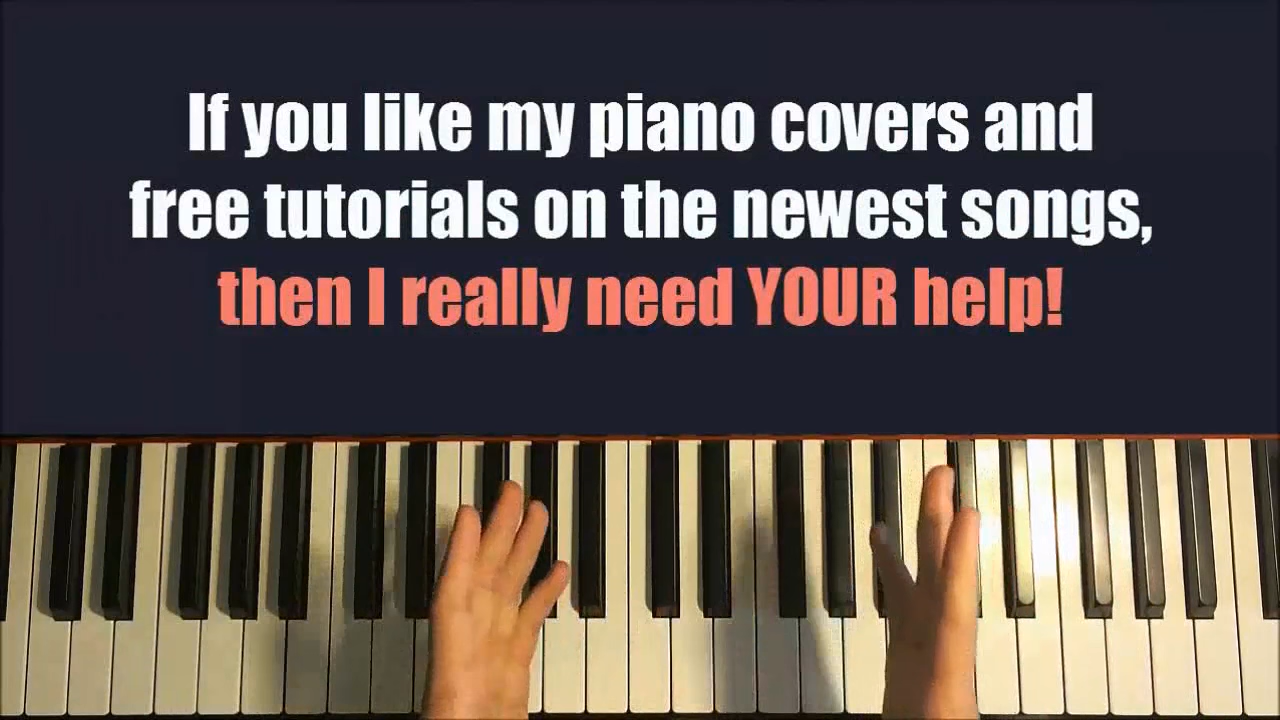 If you like my piano covers and
free tutorials on the newest songs,
then I really need YOUR help!